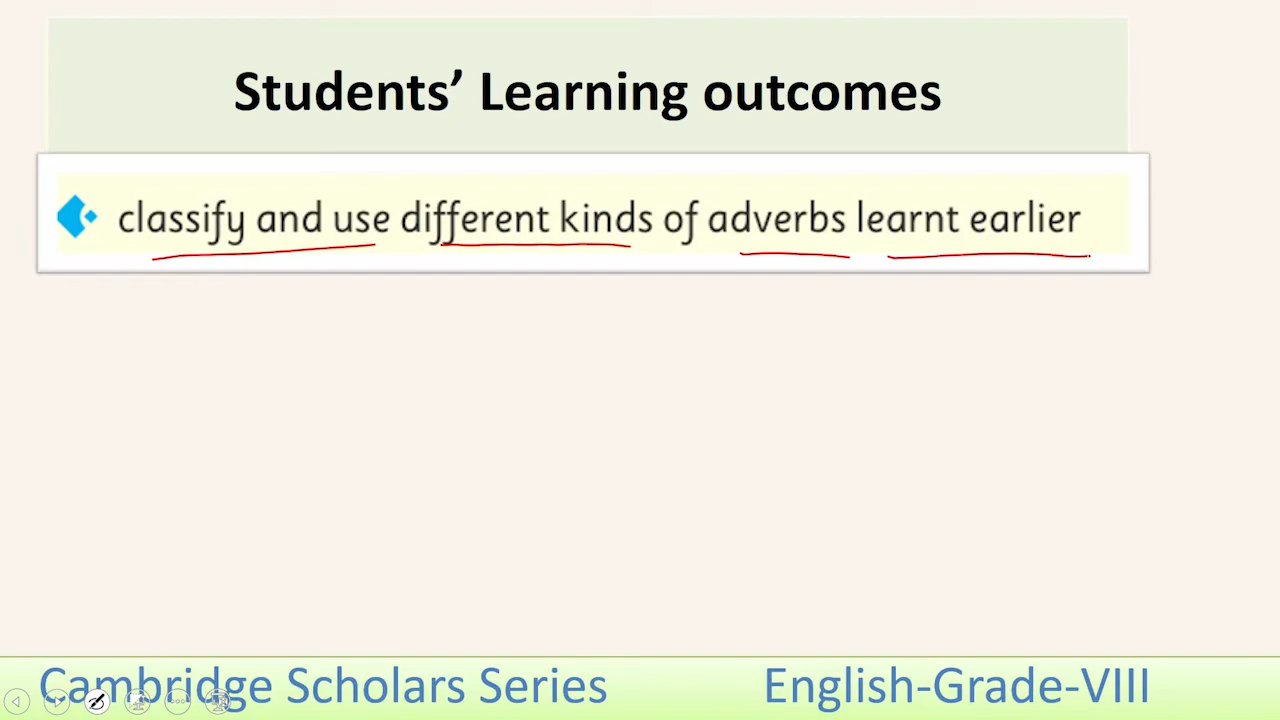 Students’ Learning outcomes
classify and use different kinds of adverbs learnt earlier
Cambridge Scholars Series English-Grade-VIII